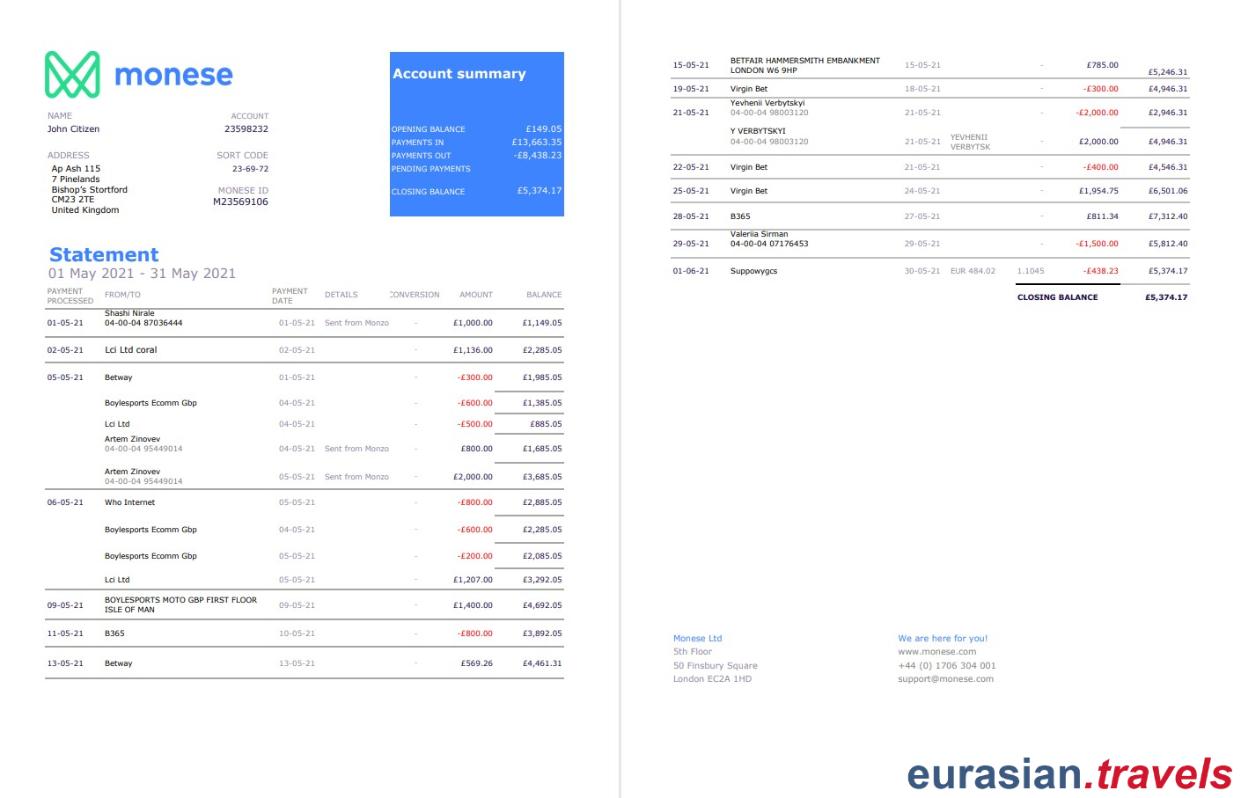 monese
NAME ACCOUNT
John Citizen 23598232
ADDRESS SORT CODE
Ap Ash 115 23-69-72
7 Pinelands
Bishop's Stortford MONESE ID
CM23 2TE M23569106
United Kingdom
Account summary
OPENING BALANCE £149.05
PAYMENTS IN £13,663.35
PAYMENTS OUT -£8,438.23
PENDING PAYMENTS
CLOSING BALANCE £5,374.17
Statement
01 May 2021 - 31 May 2021
PAYMENT PROCESSED FROM/TO PAYMENT DATE DETAILS CONVERSION AMOUNT BALANCE
Shashi Nirale
01-05-21 04-00-04 87036444 01-05-21 Sent from Monzo - £1,000.00 £1,149.05
02-05-21 Lci Ltd coral 02-05-21 - £1,136.00 £2,285.05
05-05-21 Betway 01-05-21 - -£300.00 £1,985.05
Boylesports Ecomm Gbp 04-05-21 - -£600.00 £1,385.05
Lci Ltd 04-05-21 - -£500.00 £885.05
Artem Zinovev
04-00-04 95449014 04-05-21 Sent from Monzo £800.00 £1,685.05
Artem Zinovev
04-00-04 95449014 05-05-21 Sent from Monzo £2,000.00 £3,685.05
06-05-21 Who Internet 05-05-21 - -£800.00 £2,885.05
Boylesports Ecomm Gbp 04-05-21 - -£600.00 £2,285.05
Boylesports Ecomm Gbp 05-05-21 - -£200.00 £2,085.05
Lci Ltd 05-05-21 - £1,207.00 £3,292.05
09-05-21 BOYLESPORTS MOTO GBP FIRST FLOOR 09-05-21 - £1,400.00 £4,692.05
ISLE OF MAN
11-05-21 B365 10-05-21 - -£800.00 £3,892.05
13-05-21 Betway 13-05-21 - £569.26 £4,461.31
15-05-21 BETFAIR HAMMERSMITH EMBANKMENT 15-05-21 - £785.00 £5,246.31
LONDON W6 9HP
19-05-21 Virgin Bet 18-05-21 - -£300.00 £4,946.31
Yevhenii Verbytskyi
21-05-21 04-00-04 98003120 21-05-21 - -£2,000.00 £2,946.31
Y VERBYTSKYI
04-00-04 98003120 21-05-21 YEVHENII VERBYTSK £2,000.00 £4,946.31
22-05-21 Virgin Bet 21-05-21 - -£400.00 £4,546.31
25-05-21 Virgin Bet 24-05-21 - £1,954.75 £6,501.06
28-05-21 B365 27-05-21 - £811.34 £7,312.40
Valeriia Sirman
29-05-21 04-00-04 07176453 29-05-21 - -£1,500.00 £5,812.40
01-06-21 Suppowygcs 30-05-21 EUR 484.02 1.1045 -£438.23 £5,374.17
CLOSING BALANCE £5,374.17
Monese Ltd
5th Floor
50 Finsbury Square
London EC2A 1HD
We are here for you!
www.monese.com
+44 (0) 1706 304 001
support@monese.com
eurasian.travels